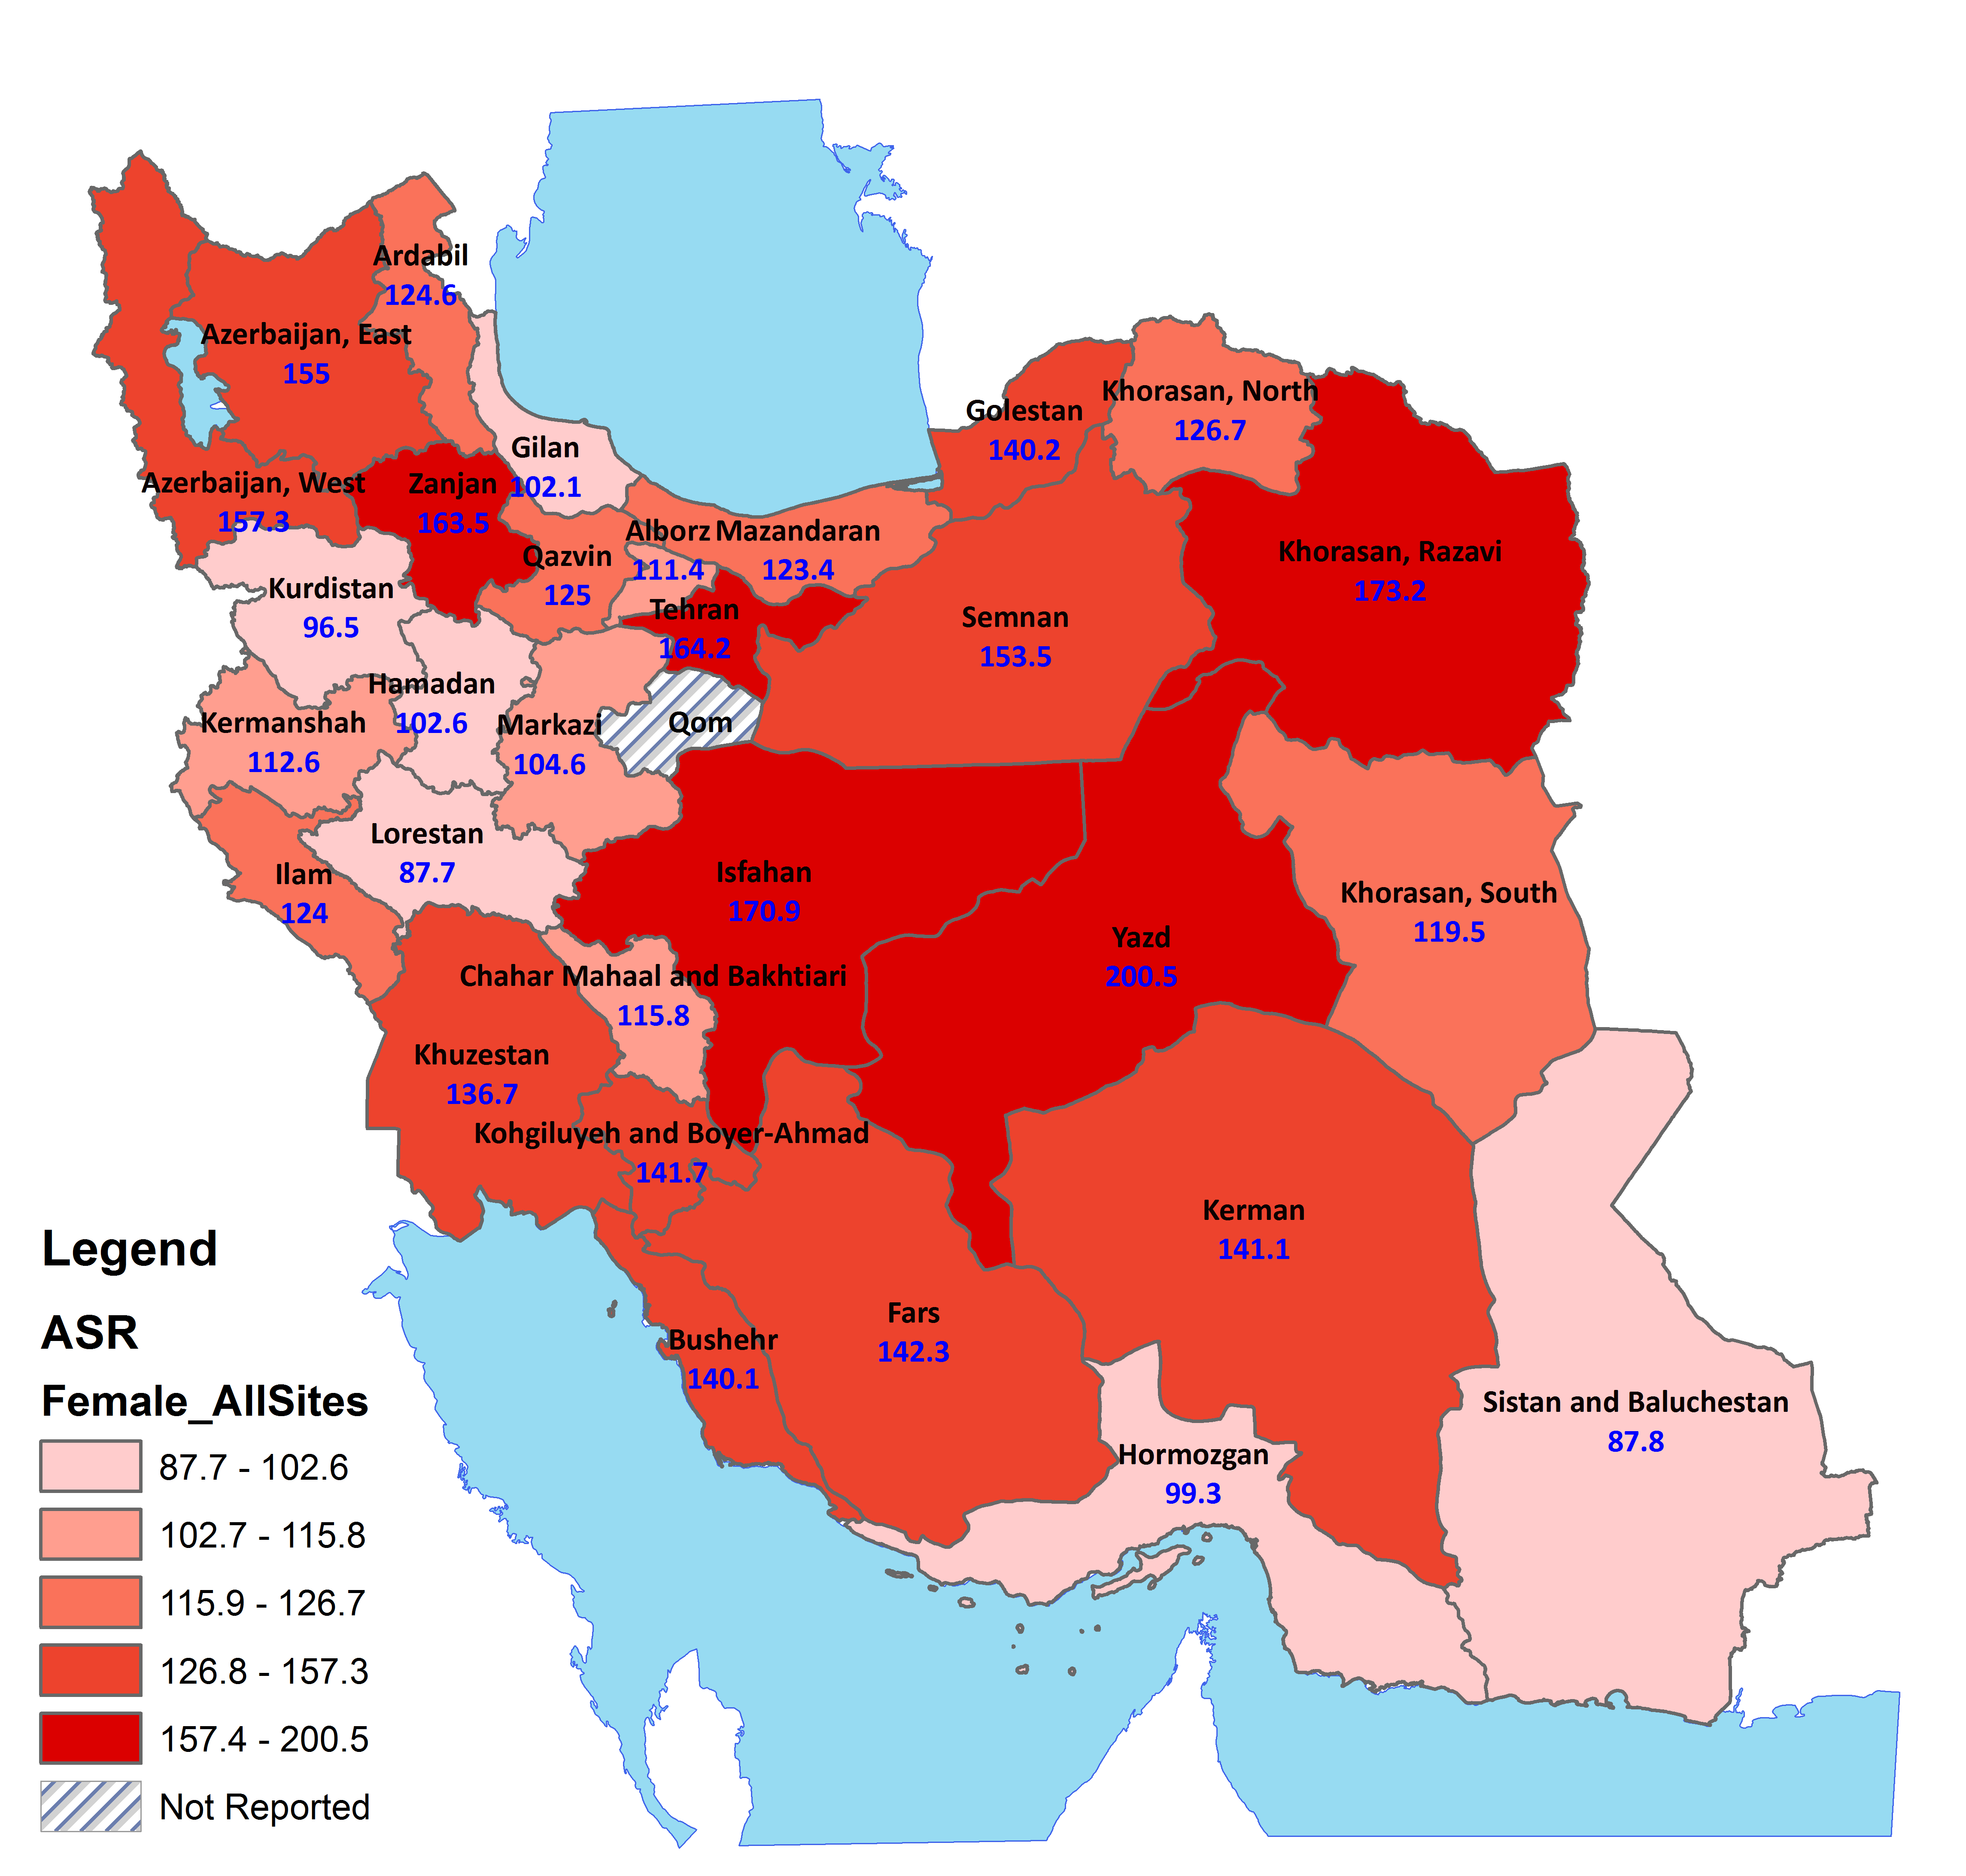 Ardabil
124.6
Azerbaijan, East
155
Khorasan, North
126.7
Golestan
140.2
Gilan
102.1
Azerbaijan, West
157.3
Zanjan
163.5
Alborz
111.4
Mazandaran
123.4
Qazvin
125
Khorasan, Razavi
173.2
Kurdistan
96.5
Tehran
164.2
Semnan
153.5
Hamadan
102.6
Kermanshah
112.6
Markazi
104.6
Qom
Lorestan
87.7
Ilam
124
Isfahan
170.9
Khorasan, South
119.5
Yazd
200.5
Chahar Mahaal and Bakhtiari
115.8
Khuzestan
136.7
Kohgiluyeh and Boyer-Ahmad
141.7
Kerman
141.1
Fars
142.3
Bushehr
140.1
Sistan and Baluchestan
87.8
Hormozgan
99.3
Legend
ASR
Female_AllSites
87.7 - 102.6
102.7 - 115.8
115.9 - 126.7
126.8 - 157.3
157.4 - 200.5
Not Reported